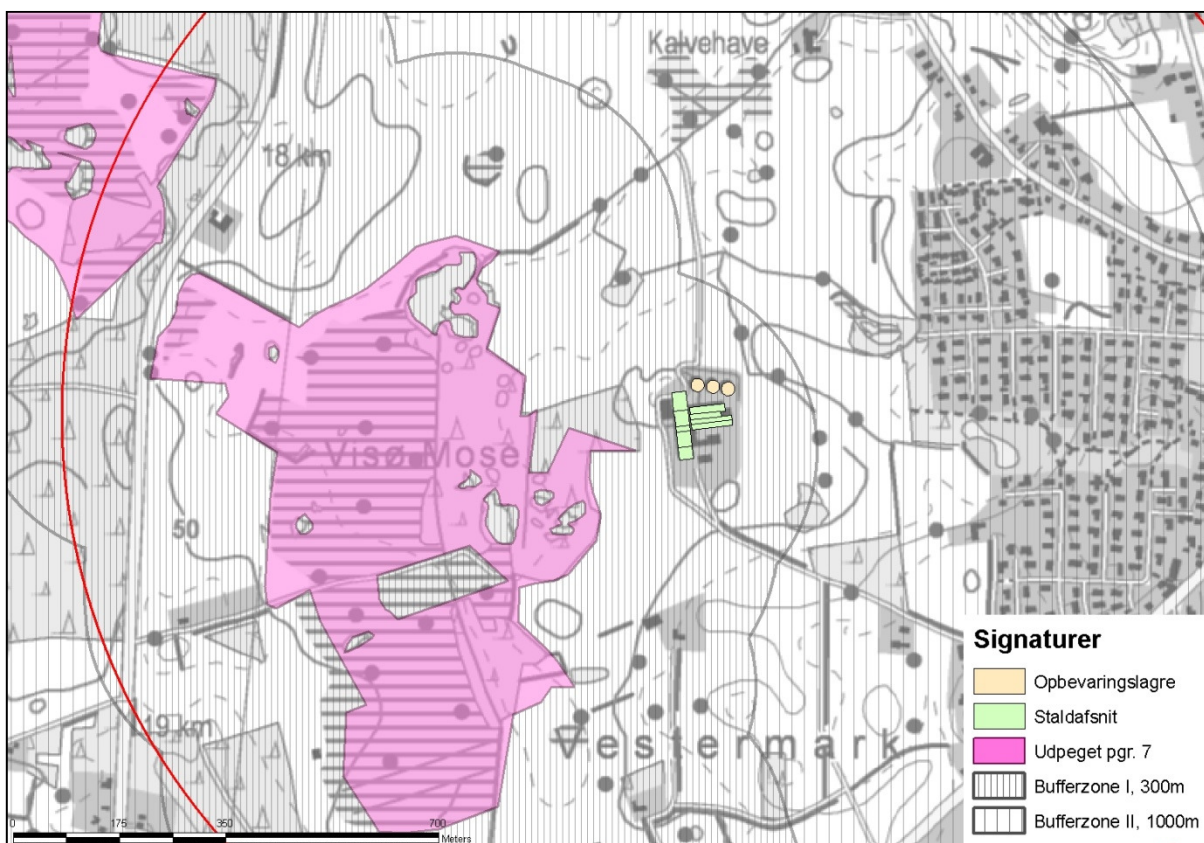 Kalvehave
18 km
Visø Mose
50
19 km
Vestermark
Signaturer
Opbevaringslagre
Staldafsnit
Udpeget pgr. 7
Bufferzone I, 300m
Bufferzone II, 1000m
0 175 350 700
Meters